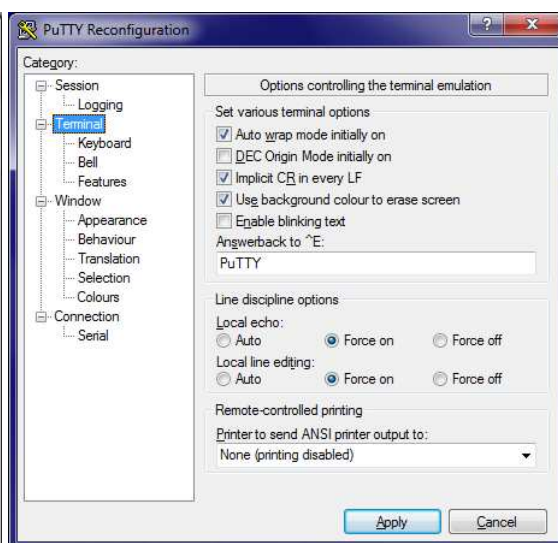 PuTTY Reconfiguration
Category:
Session
Logging
Terminal
Keyboard
Bell
Features
Window
Appearance
Behaviour
Translation
Selection
Colours
Connection
Serial
Options controlling the terminal emulation
Set various terminal options
Auto wrap mode initially on
DEC Origin Mode initially on
Implicit CR in every LF
Use background colour to erase screen
Enable blinking text
Answerback to ^E:
PuTTY
Line discipline options
Local echo:
Auto Force on Force off
Local line editing:
Auto Force on Force off
Remote-controlled printing
Printer to send ANSI printer output to:
None (printing disabled)
Apply Cancel